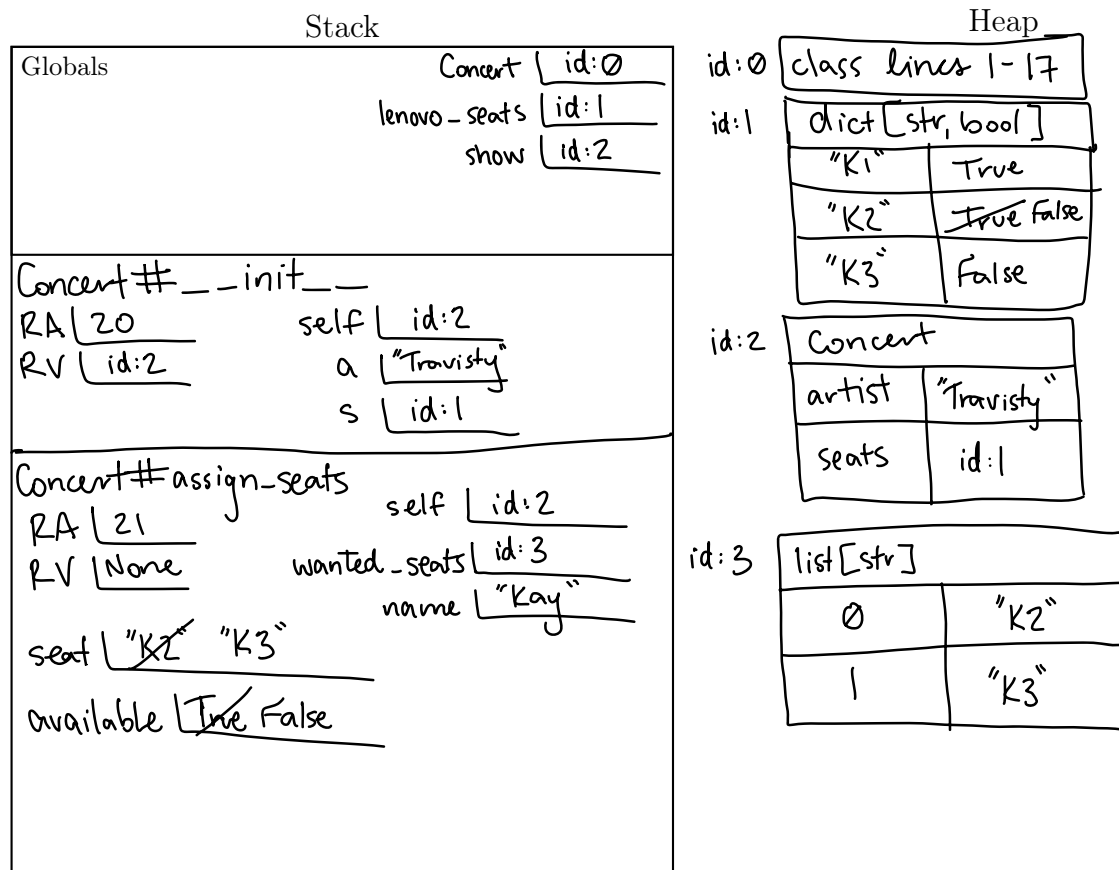 Stack
Heap
Globals
Concert id:0
lenovo_seats id:1
show id:2
Concert#__init__
RA 20
RV id:2
self id:2
a "Travisty"
s id:1
Concert#assign_seats
RA 21
RV None
self id:2
wanted_seats id:3
name "Kay"
seat "K2" "K3"
available True False
id:0 class lines 1-17
id:1 dict[str, bool]
"K1" True
"K2" True False
"K3" False
id:2 Concert
artist "Travisty"
seats id:1
id:3 list[str]
0 "K2"
1 "K3"